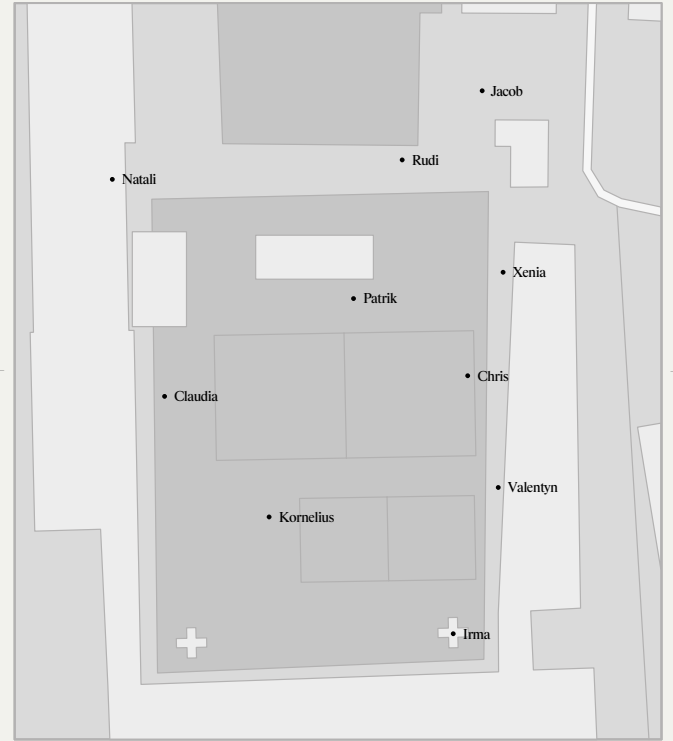 Jacob
Rudi
Natali
Xenia
Patrik
Chris
Claudia
Valentyn
Kornelius
Irma